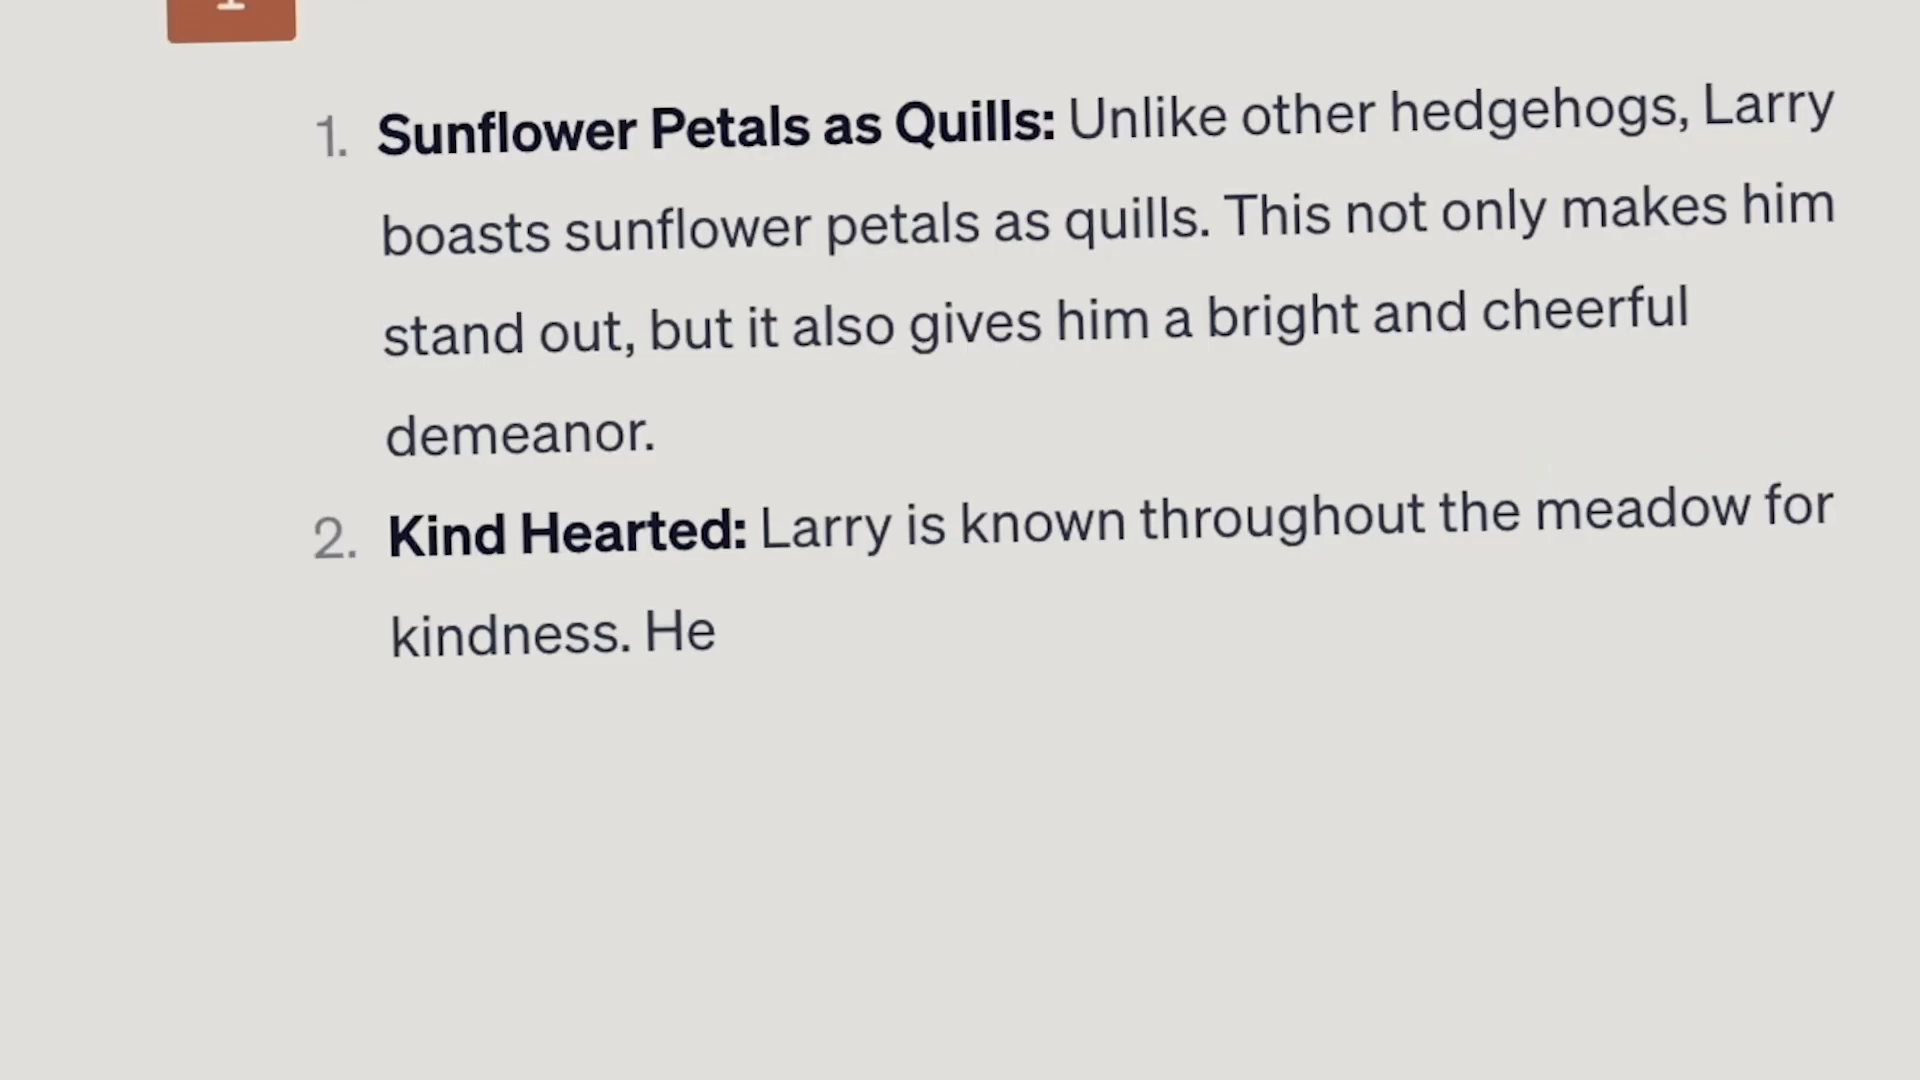 1. Sunflower Petals as Quills: Unlike other hedgehogs, Larry
boasts sunflower petals as quills. This not only makes him
stand out, but it also gives him a bright and cheerful
demeanor.
2. Kind Hearted: Larry is known throughout the meadow for
kindness. He